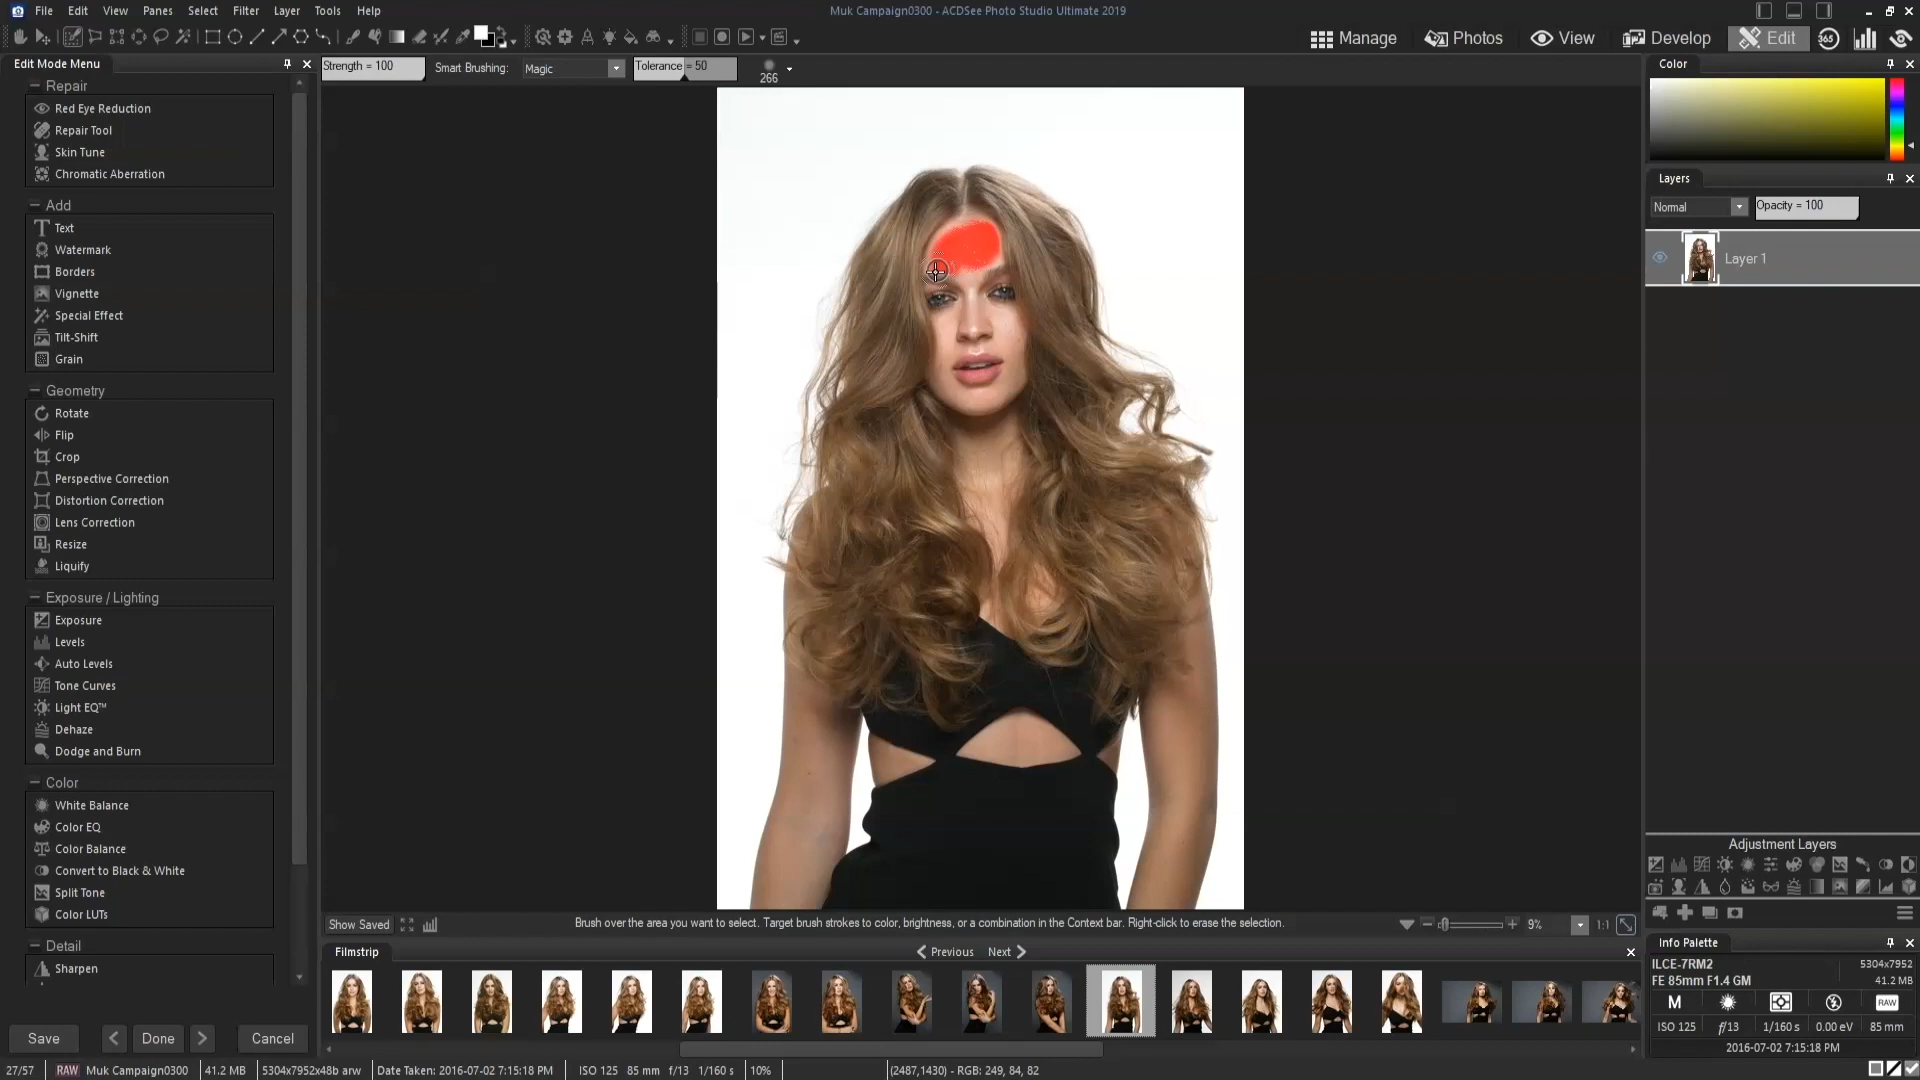 File Edit View Panes Select Filter Layer Tools Help
Muk Campaign0300 - ACDSee Photo Studio Ultimate 2019
Manage Photos View Develop Edit 365
Edit Mode Menu
Strength = 100
Smart Brushing: Magic
Tolerance = 50
266
Repair
Red Eye Reduction
Repair Tool
Skin Tune
Chromatic Aberration
Add
Text
Watermark
Borders
Vignette
Special Effect
Tilt-Shift
Grain
Geometry
Rotate
Flip
Crop
Perspective Correction
Distortion Correction
Lens Correction
Resize
Liquify
Exposure / Lighting
Exposure
Levels
Auto Levels
Tone Curves
Light EQ™
Dehaze
Dodge and Burn
Color
White Balance
Color EQ
Color Balance
Convert to Black & White
Split Tone
Color LUTs
Detail
Sharpen
Save Done Cancel
Color
Layers
Normal Opacity = 100
Layer 1
Adjustment Layers
Show Saved
Brush over the area you want to select. Target brush strokes to color, brightness, or a combination in the Context bar. Right-click to erase the selection.
9% 1:1
Filmstrip Previous Next
Info Palette
ILCE-7RM2 5304x7952
FE 85mm F1.4 GM 41.2 MB
M RAW
ISO 125 f/13 1/160 s 0.00 eV 85 mm
2016-07-02 7:15:18 PM
27/57 RAW Muk Campaign0300 41.2 MB 5304x7952x48b arw Date Taken: 2016-07-02 7:15:18 PM ISO 125 85 mm f/13 1/160 s 10% (2487,1430) - RGB: 249, 84, 82